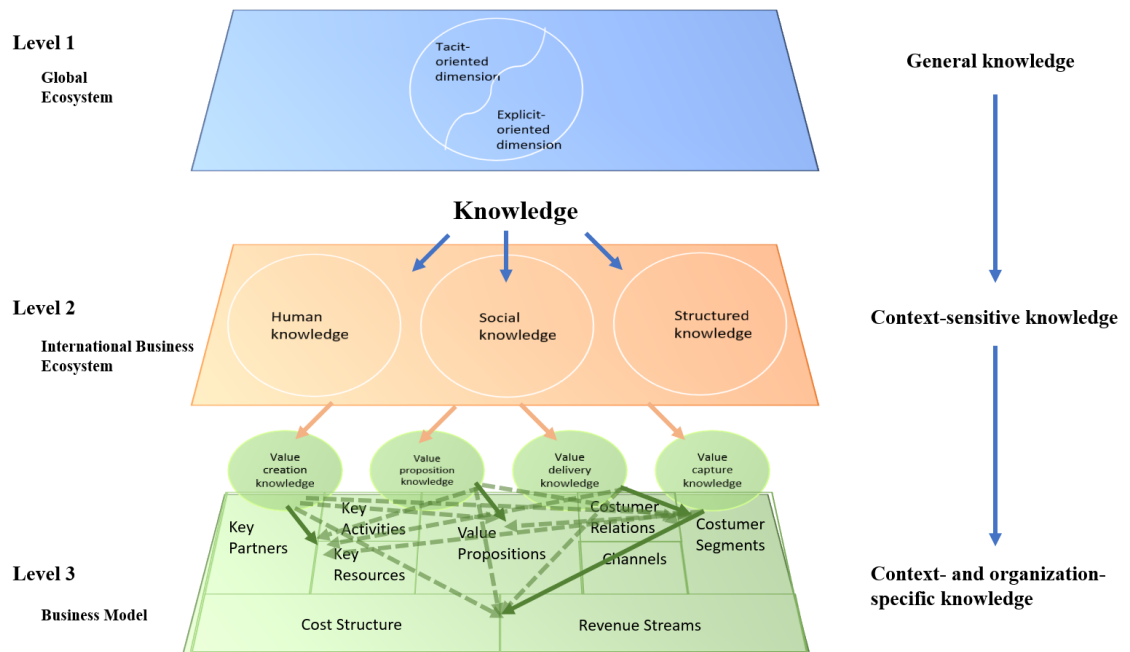 Level 1
Global
Ecosystem
Tacit-
oriented
dimension
Explicit-
oriented
dimension
General knowledge
Knowledge
Level 2
International Business
Ecosystem
Human
knowledge
Social
knowledge
Structured
knowledge
Context-sensitive knowledge
Value
creation
knowledge
Value
proposition
knowledge
Value
delivery
knowledge
Value
capture
knowledge
Level 3
Business Model
Key
Partners
Key
Activities
Key
Resources
Value
Propositions
Costumer
Relations
Channels
Costumer
Segments
Cost Structure
Revenue Streams
Context- and organization-
specific knowledge